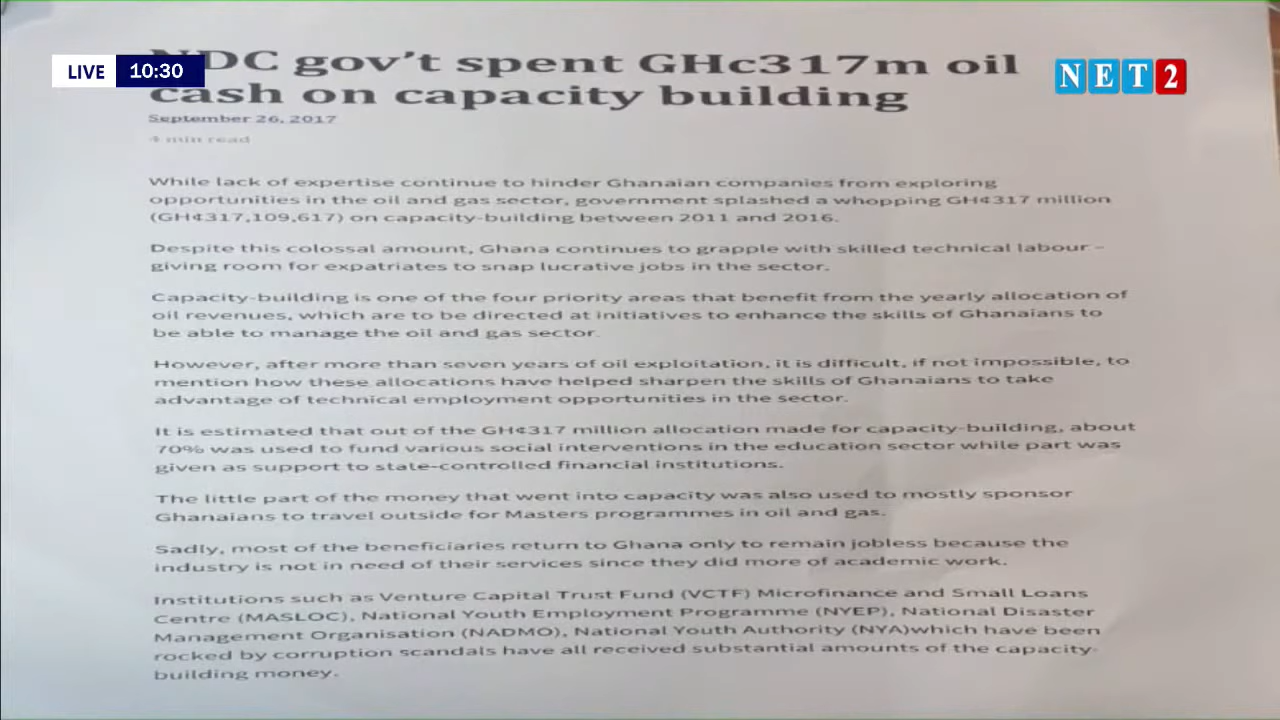 LIVE 10:30
NET2
NDC gov't spent GHc317m oil
cash on capacity building
September 26, 2017
4 min read
While lack of expertise continue to hinder Ghanaian companies from exploring
opportunities in the oil and gas sector, government splashed a whopping GH¢317 million
(GH¢317,109,617) on capacity-building between 2011 and 2016.
Despite this colossal amount, Ghana continues to grapple with skilled technical labour –
giving room for expatriates to snap lucrative jobs in the sector.
Capacity-building is one of the four priority areas that benefit from the yearly allocation of
oil revenues, which are to be directed at initiatives to enhance the skills of Ghanaians to
be able to manage the oil and gas sector.
However, after more than seven years of oil exploitation, it is difficult, if not impossible, to
mention how these allocations have helped sharpen the skills of Ghanaians to take
advantage of technical employment opportunities in the sector.
It is estimated that out of the GH¢317 million allocation made for capacity-building, about
70% was used to fund various social interventions in the education sector while part was
given as support to state-controlled financial institutions.
The little part of the money that went into capacity was also used to mostly sponsor
Ghanaians to travel outside for Masters programmes in oil and gas.
Sadly, most of the beneficiaries return to Ghana only to remain jobless because the
industry is not in need of their services since they did more of academic work.
Institutions such as Venture Capital Trust Fund (VCTF) Microfinance and Small Loans
Centre (MASLOC), National Youth Employment Programme (NYEP), National Disaster
Management Organisation (NADMO), National Youth Authority (NYA)which have been
rocked by corruption scandals have all received substantial amounts of the capacity-
building money.